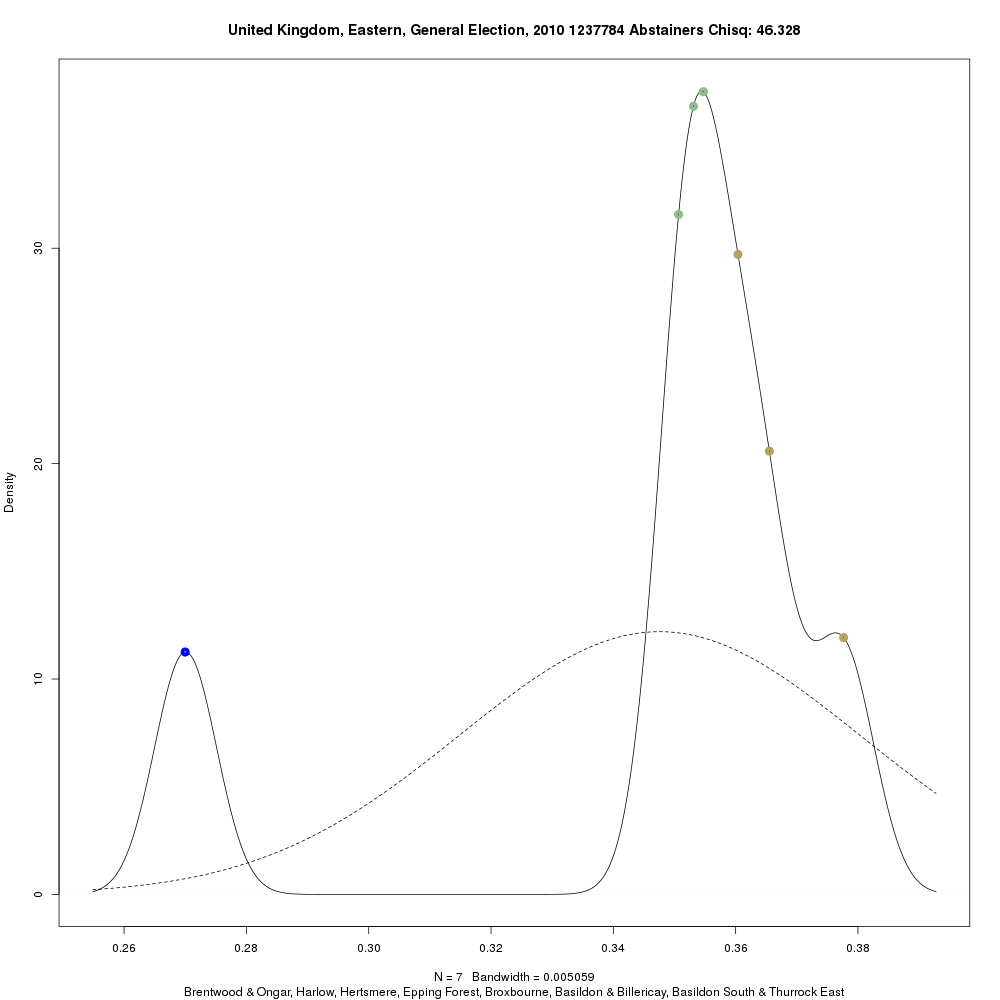 United Kingdom, Eastern, General Election, 2010 1237784 Abstainers Chisq: 46.328
30
20
10
0
Density
0.26 0.28 0.30 0.32 0.34 0.36 0.38
N = 7 Bandwidth = 0.005059
Brentwood & Ongar, Harlow, Hertsmere, Epping Forest, Broxbourne, Basildon & Billericay, Basildon South & Thurrock East